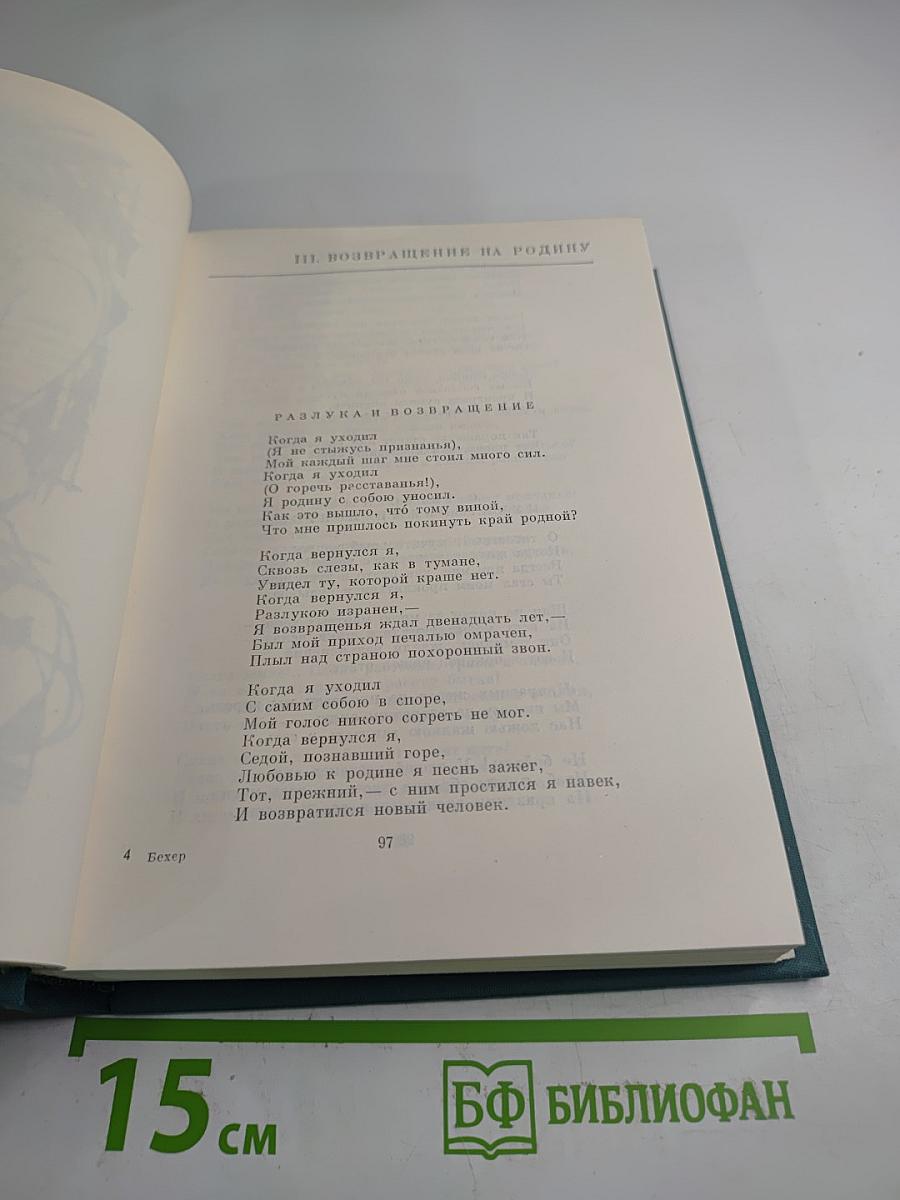 III. ВОЗВРАЩЕНИЕ НА РОДИНУ
РАЗЛУКА И ВОЗВРАЩЕНИЕ
Когда я уходил
(Я не стыжусь признанья),
Мой каждый шаг мне стоил много сил.
Когда я уходил
(О горечь расставанья!),
Я родину с собою уносил.
Как это вышло, что́ тому виной,
Что мне пришлось покинуть край родной?
Когда вернулся я,
Сквозь слезы, как в тумане,
Увидел ту, которой краше нет.
Когда вернулся я,
Разлукою изранен,—
Я возвращенья ждал двенадцать лет,—
Был мой приход печалью омрачен,
Плыл над страною похоронный звон.
Когда я уходил
С самим собою в споре,
Мой голос никого согреть не мог.
Когда вернулся я,
Седой, познавший горе,
Любовью к родине я песнь зажег,
Тот, прежний,— с ним простился я навек,
И возвратился новый человек.
97
4 Бехер
15 см
БФ БИБЛИОФАН